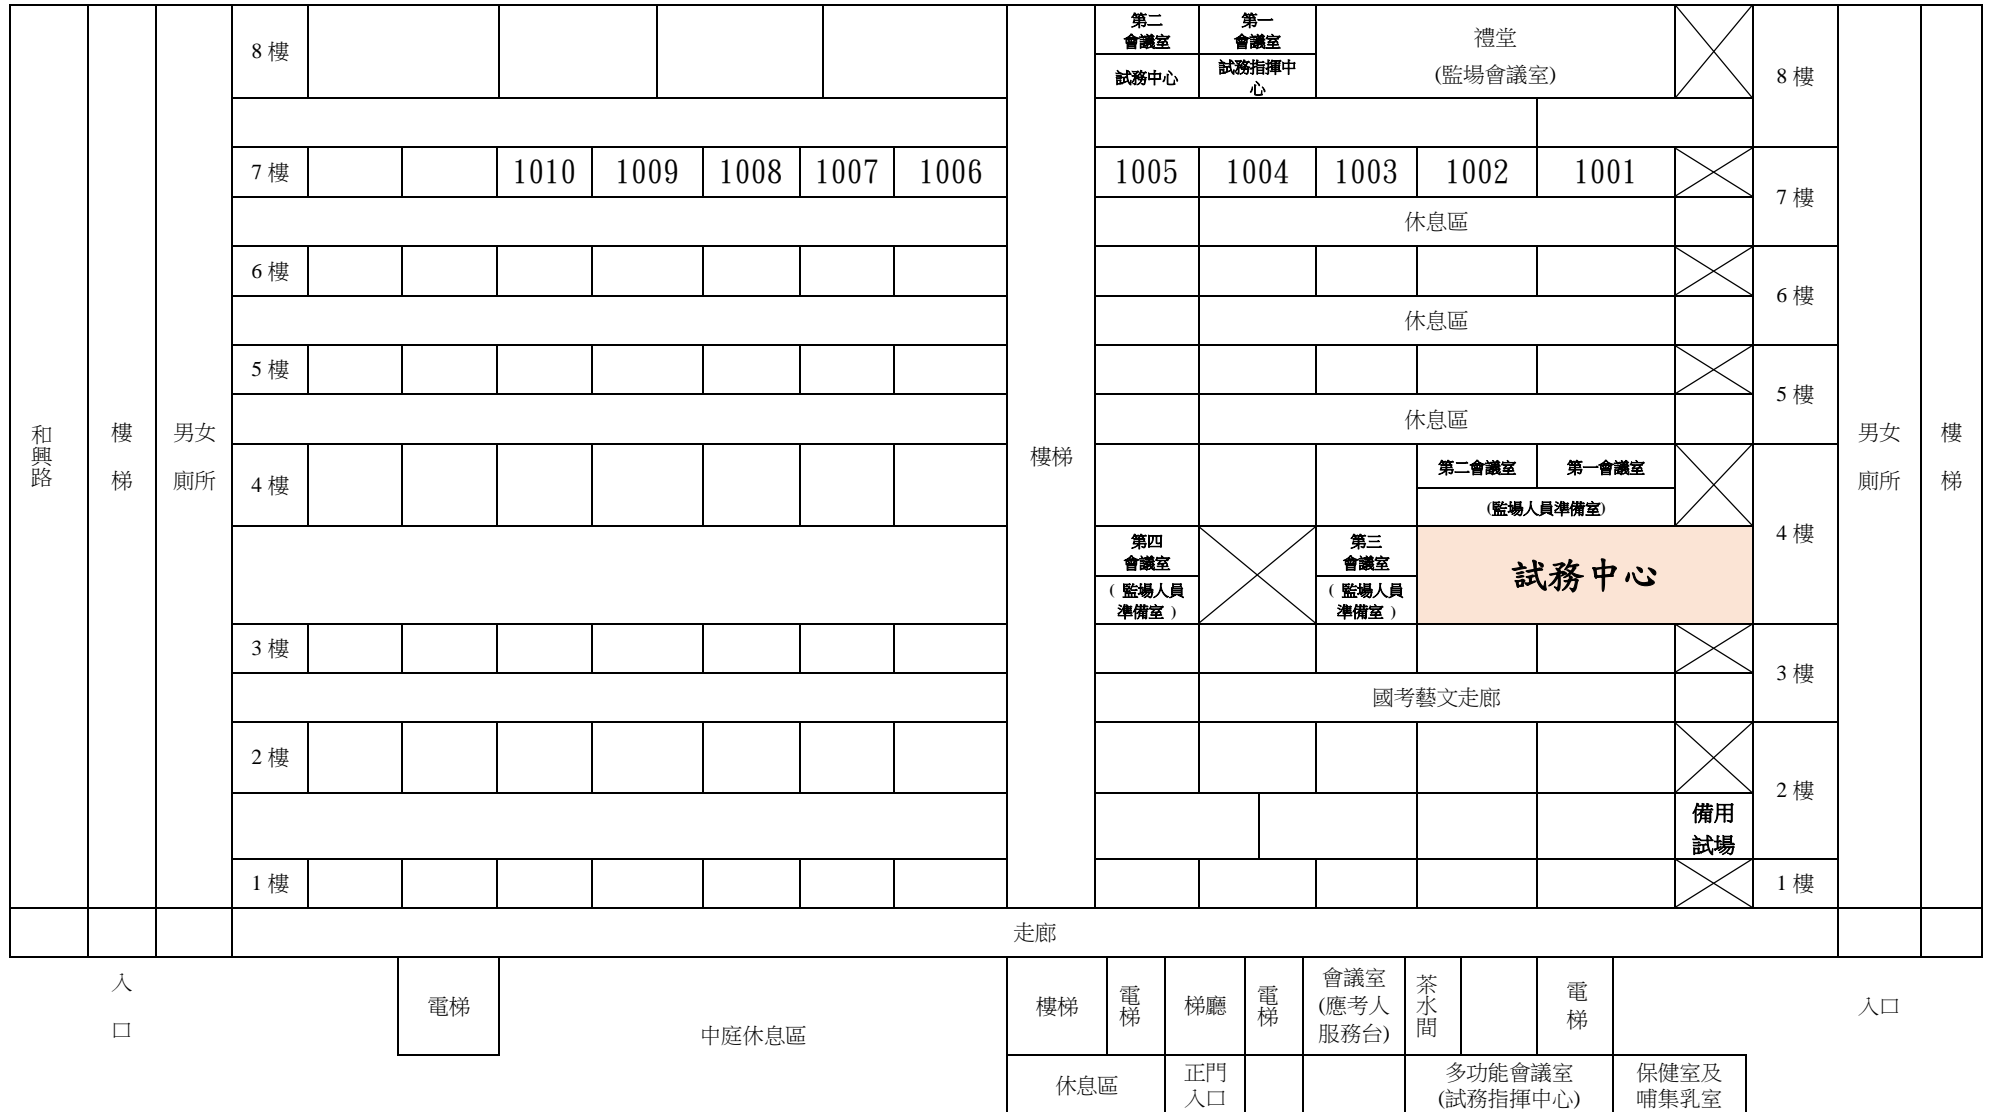 8 樓
第二
會議室
第一
會議室
禮堂
(監場會議室)
試務中心
試務指揮中
心
8 樓
7 樓
1010
1009
1008
1007
1006
1005
1004
1003
1002
1001
7 樓
休息區
6 樓
6 樓
休息區
5 樓
5 樓
休息區
和興路
樓
梯
男女
廁所
4 樓
樓梯
第二會議室
第一會議室
(監場人員準備室)
4 樓
男女
廁所
樓
梯
第四
會議室
( 監場人員
準備室 )
第三
會議室
( 監場人員
準備室 )
試務中心
3 樓
3 樓
國考藝文走廊
2 樓
2 樓
備用
試場
1 樓
1 樓
走廊
入
口
電梯
中庭休息區
樓梯
電梯
梯廳
電梯
會議室
(應考人
服務台)
茶水間
電
梯
入口
休息區
正門
入口
多功能會議室
(試務指揮中心)
保健室及
哺集乳室